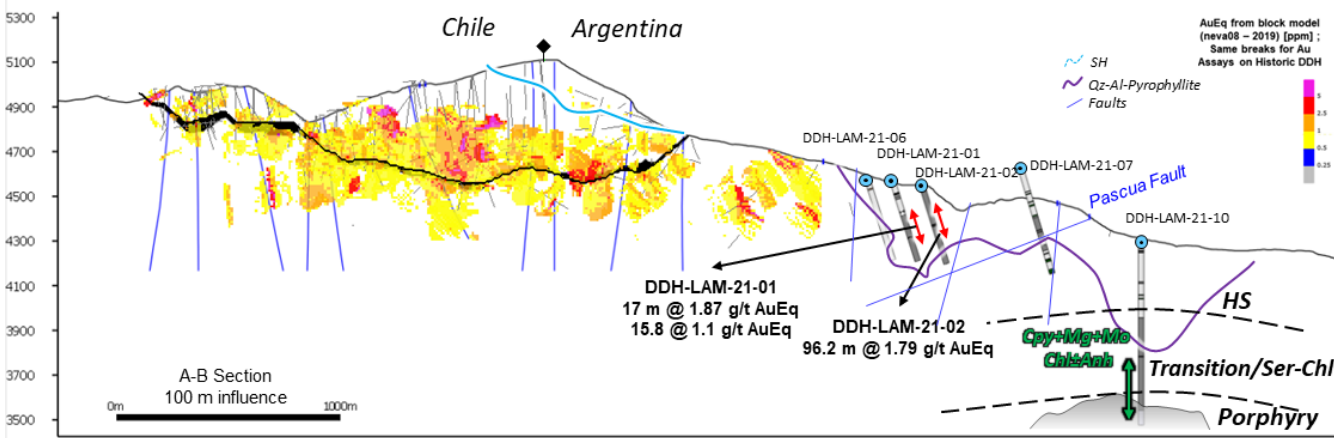 5300
5100
4900
4700
4500
4300
4100
3900
3700
3500
Chile
Argentina
AuEq from block model
(neva08 – 2019) [ppm] ;
Same breaks for Au
Assays on Historic DDH
5
2.5
1
0.5
0.25
SH
Qz-Al-Pyrophyllite
Faults
DDH-LAM-21-06
DDH-LAM-21-01
DDH-LAM-21-02
DDH-LAM-21-07
Pascua Fault
DDH-LAM-21-10
DDH-LAM-21-01
17 m @ 1.87 g/t AuEq
15.8 @ 1.1 g/t AuEq
DDH-LAM-21-02
96.2 m @ 1.79 g/t AuEq
HS
Cpy+Mg+Mo
Chl±Anh
Transition/Ser-Chl
Porphyry
A-B Section
100 m influence
0m
1000m